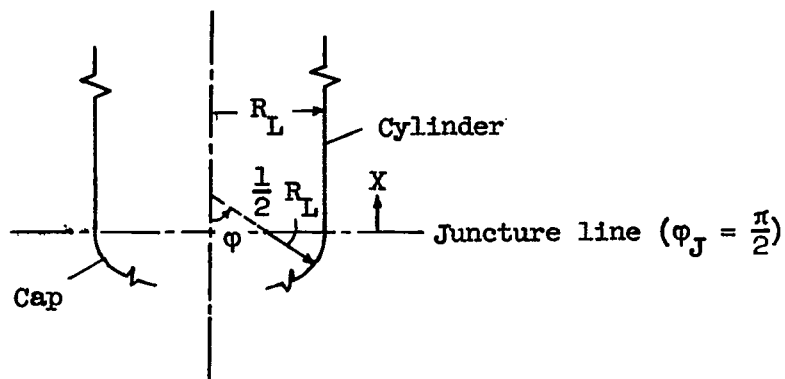 R_L
Cylinder
X
1/2 R_L
φ
Juncture line (φ_J = π/2)
Cap